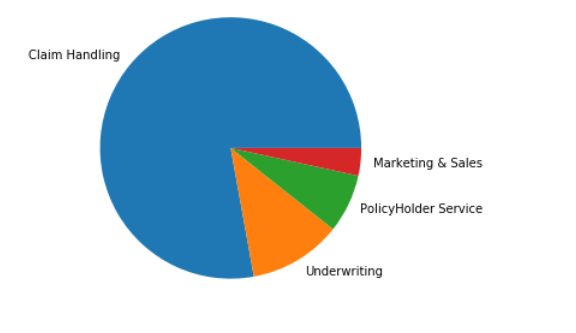 Claim Handling
Marketing & Sales
PolicyHolder Service
Underwriting